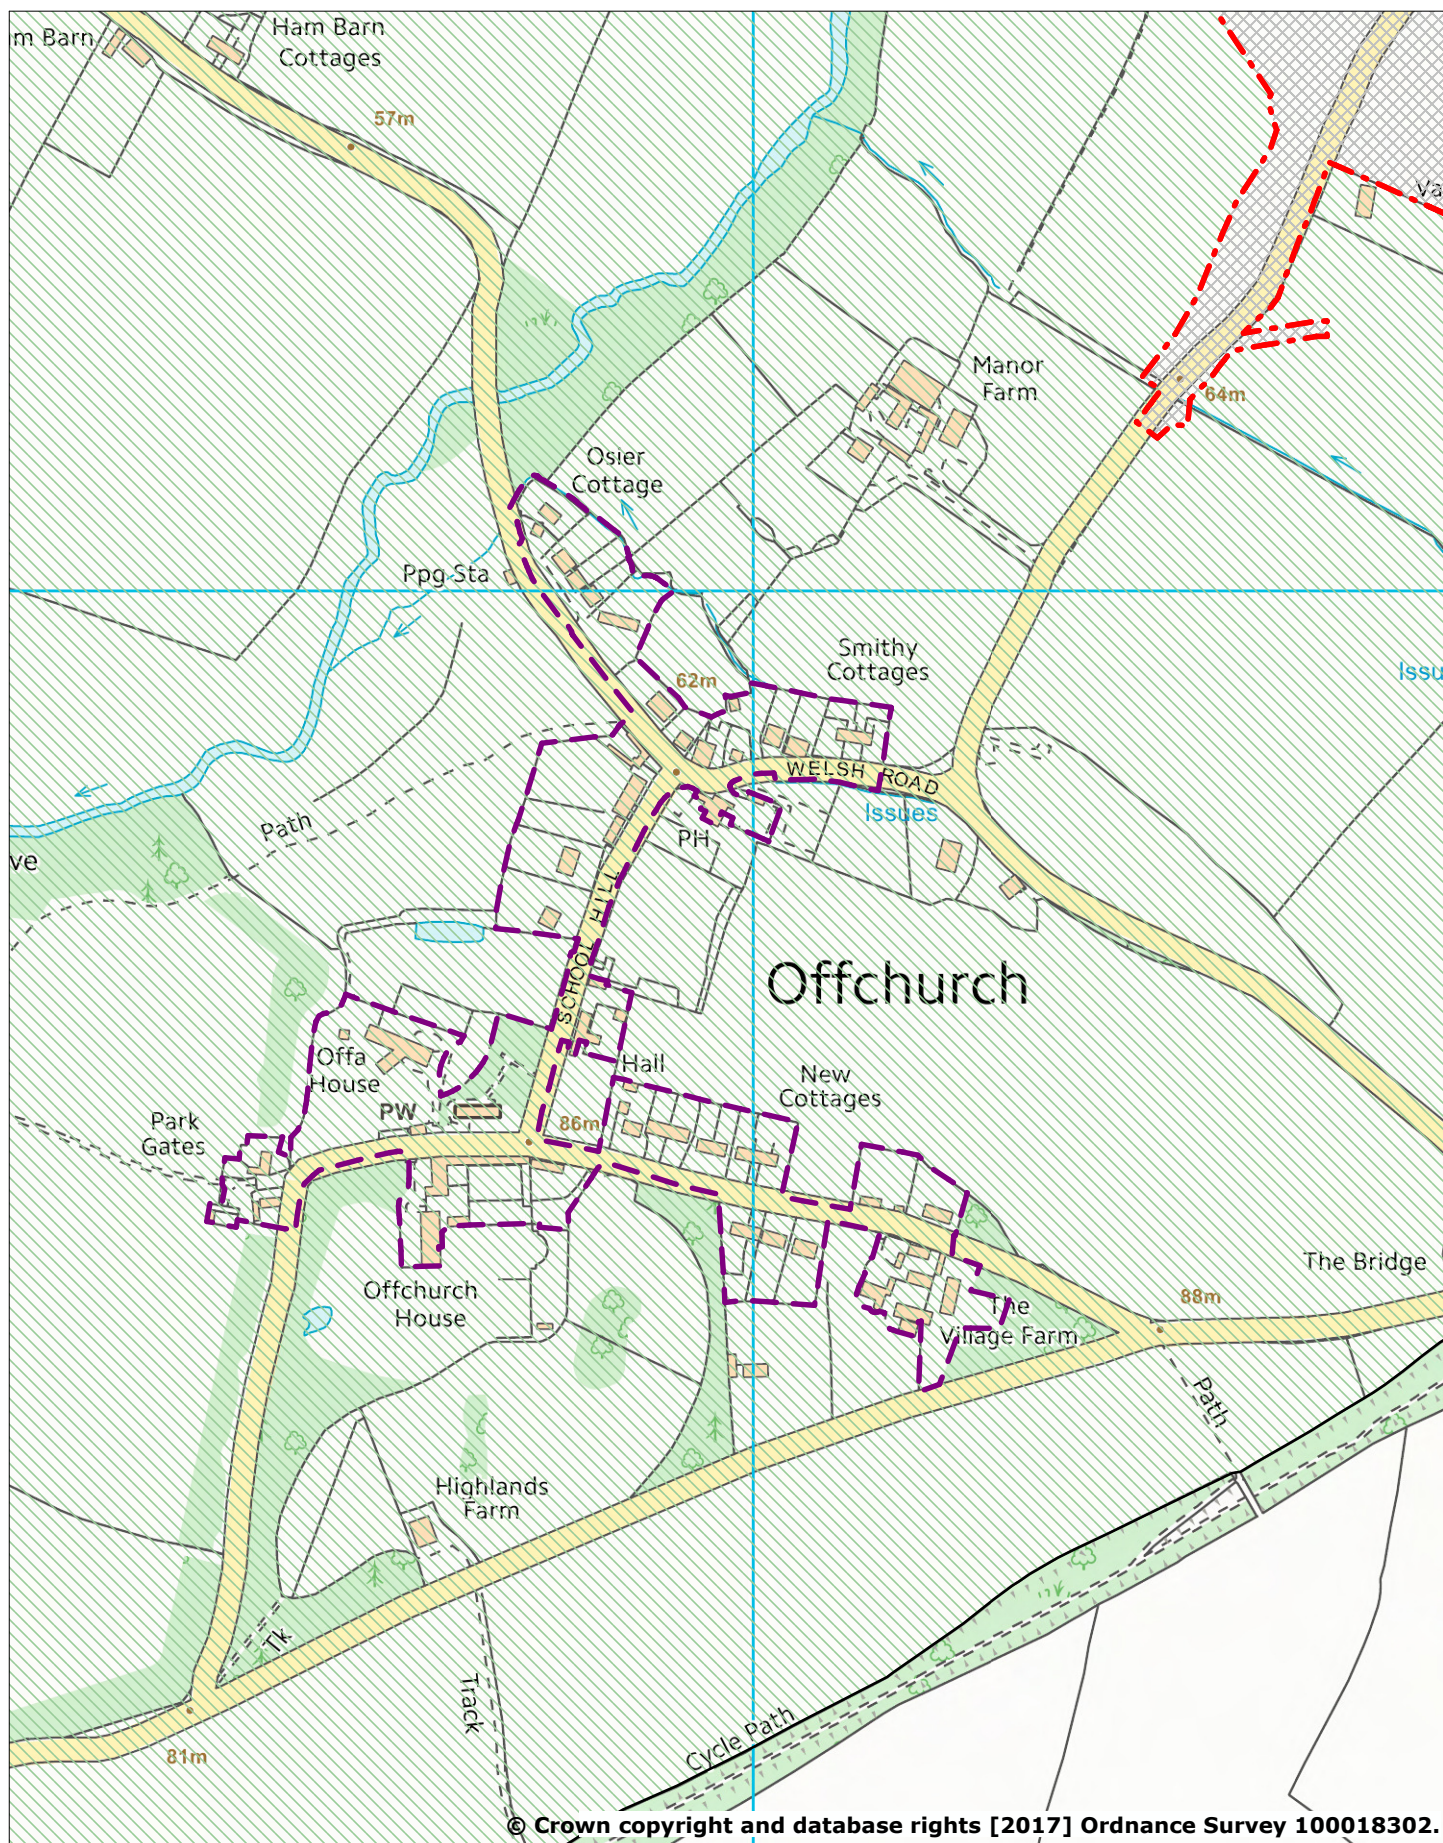 m Barn
Ham Barn
Cottages
57m
Va
Manor
Farm
64m
Osier
Cottage
Ppg Sta
Smithy
Cottages
62m
Issu
WELSH ROAD
Issues
PH
Path
ve
SCHOOL HILL
Offchurch
Offa
House
Hall
New
Cottages
PW
86m
Park
Gates
The Bridge
Offchurch
House
88m
The
Village Farm
Path
Highlands
Farm
Tk
Track
Cycle Path
81m
© Crown copyright and database rights [2017] Ordnance Survey 100018302.